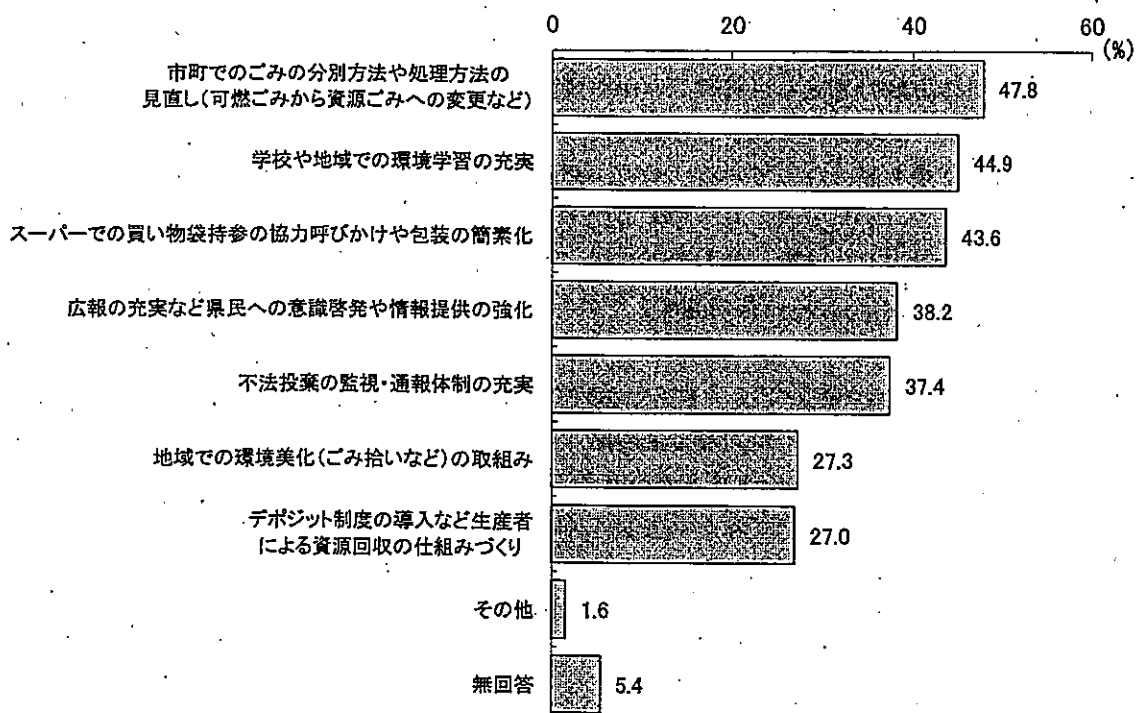 0 20 40 60
(%)
市町でのごみの分別方法や処理方法の
見直し(可燃ごみから資源ごみへの変更など)
47.8
学校や地域での環境学習の充実
44.9
スーパーでの買い物袋持参の協力呼びかけや包装の簡素化
43.6
広報の充実など県民への意識啓発や情報提供の強化
38.2
不法投棄の監視・通報体制の充実
37.4
地域での環境美化(ごみ拾いなど)の取組み
27.3
デポジット制度の導入など生産者
による資源回収の仕組みづくり
27.0
その他
1.6
無回答
5.4